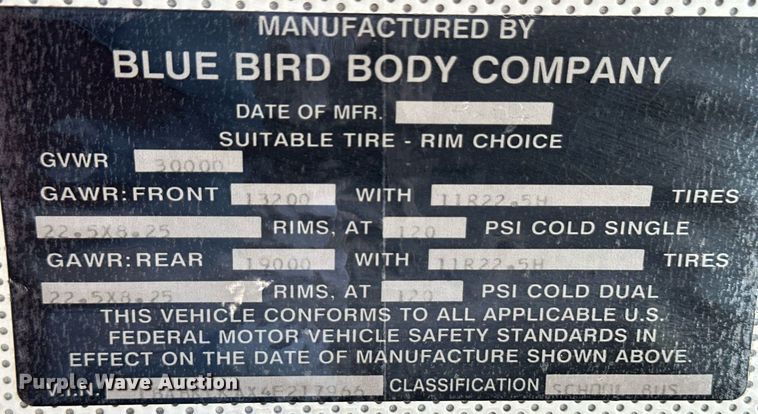 MANUFACTURED BY
BLUE BIRD BODY COMPANY
DATE OF MFR.
SUITABLE TIRE - RIM CHOICE
GVWR 30000
GAWR: FRONT 13200 WITH 11R22.5H TIRES
22.5X8.25 RIMS, AT 120 PSI COLD SINGLE
GAWR: REAR 19000 WITH 11R22.5H TIRES
22.5X8.25 RIMS, AT 120 PSI COLD DUAL
THIS VEHICLE CONFORMS TO ALL APPLICABLE U.S.
FEDERAL MOTOR VEHICLE SAFETY STANDARDS IN
EFFECT ON THE DATE OF MANUFACTURE SHOWN ABOVE.
V.I.N. CLASSIFICATION SCHOOL BUS
Purple Wave Auction